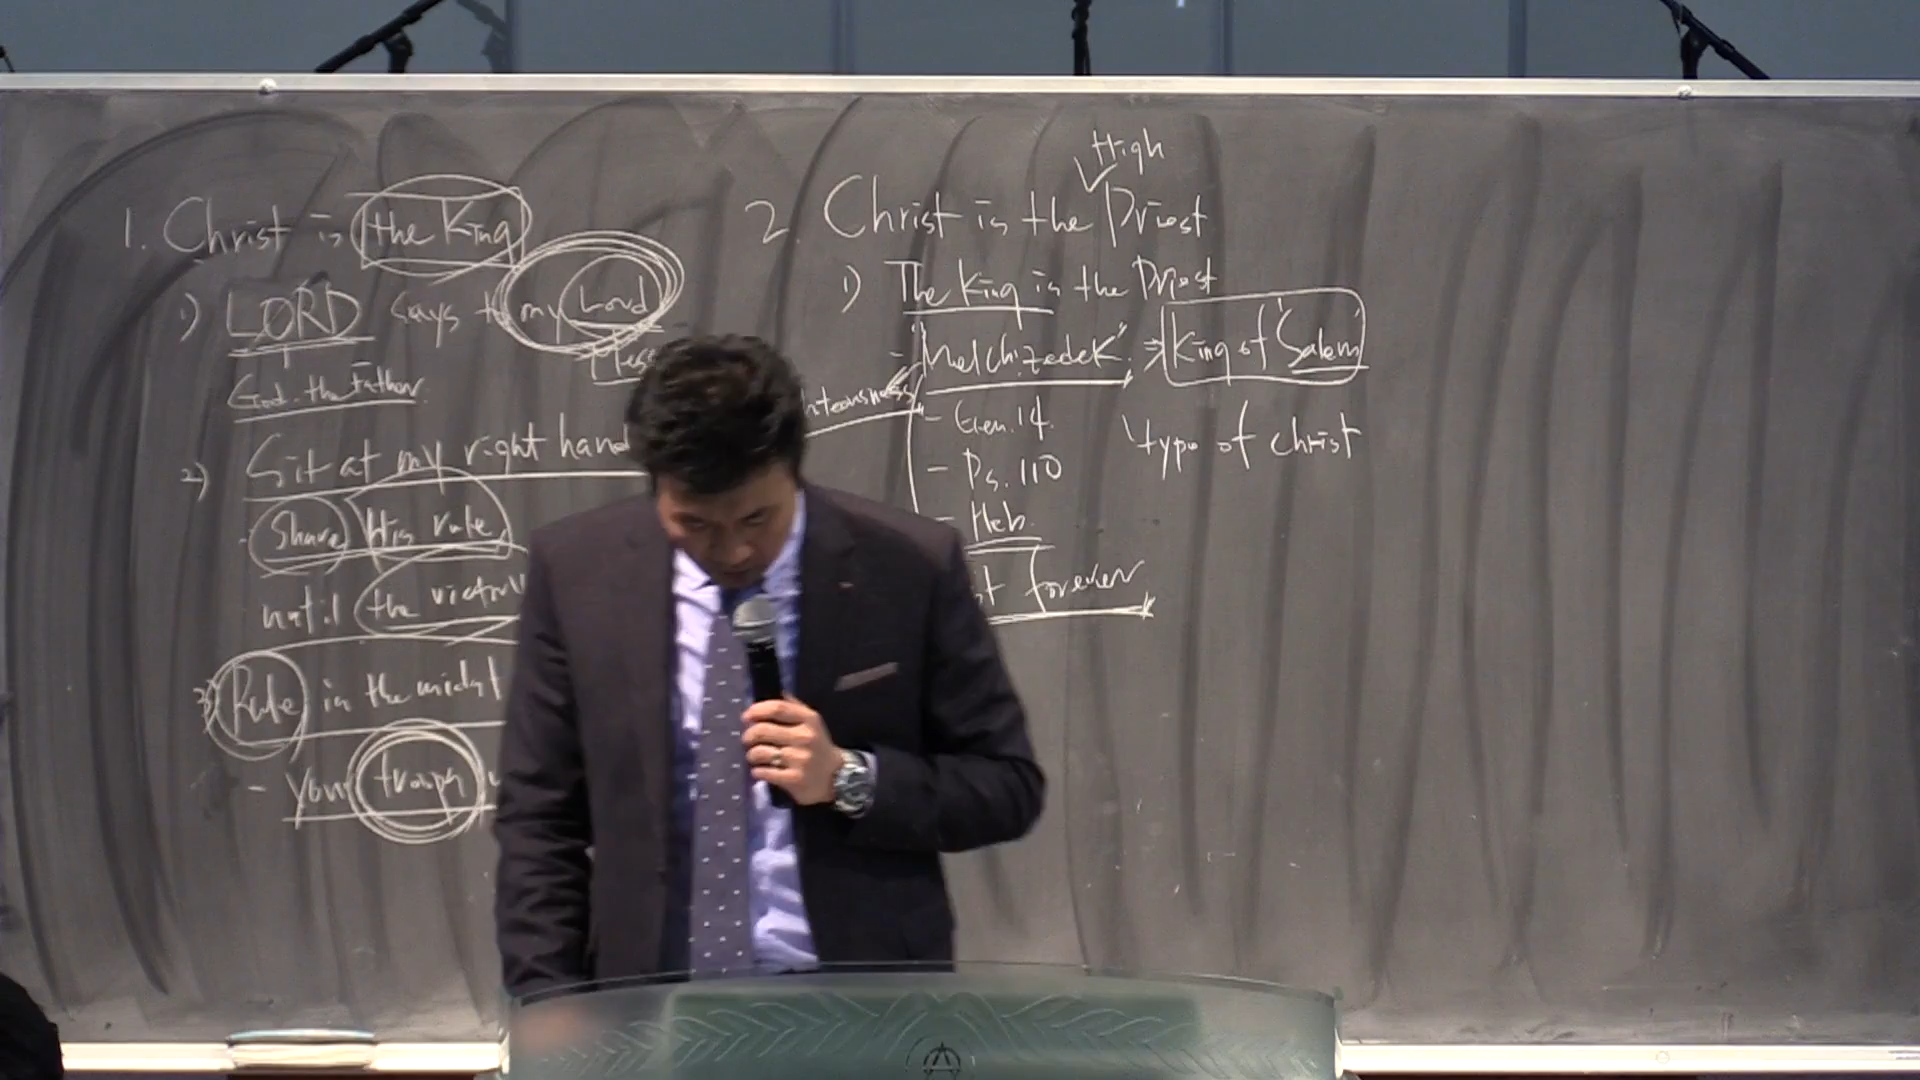 1. Christ is the King
1) LORD says to my Lord
God the Father
2) Sit at my right hand
- Share His rule
until the
3) Rule in the midst
- Your troops
High
2. Christ is the Priest
1) The King is the Priest
- "Melchizedek" ⇒ King of 'Salem'
- Gen. 14.
- Ps. 110
- Heb.
forever
type of christ